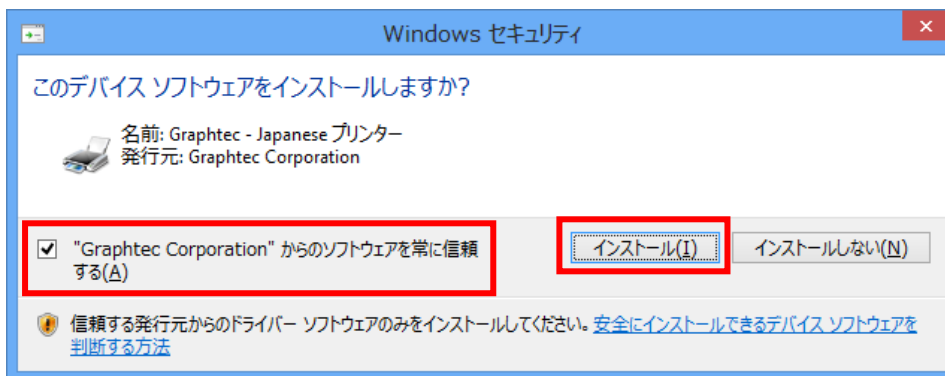 Windows セキュリティ
このデバイス ソフトウェアをインストールしますか?
名前: Graphtec - Japanese プリンター
発行元: Graphtec Corporation
"Graphtec Corporation" からのソフトウェアを常に信頼
する(A)
インストール(I)
インストールしない(N)
信頼する発行元からのドライバー ソフトウェアのみをインストールしてください。安全にインストールできるデバイス ソフトウェアを
判断する方法